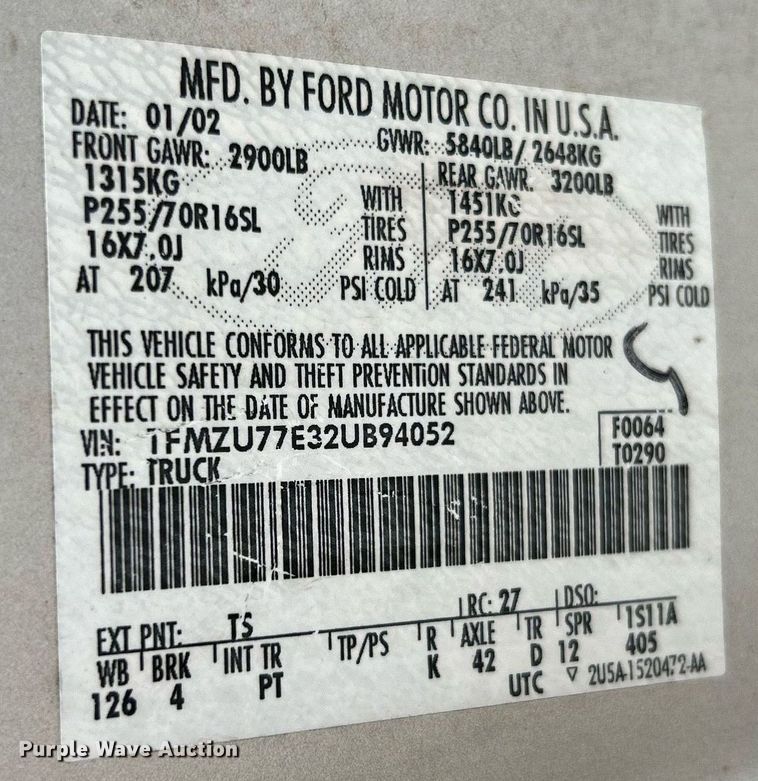 MFD. BY FORD MOTOR CO. IN U.S.A.
DATE: 01/02 GVWR: 5840LB/ 2648KG
FRONT GAWR: 2900LB REAR GAWR: 3200LB
1315KG WITH 1451KG WITH
P255/70R16SL TIRES P255/70R16SL TIRES
16X7.0J RIMS 16X7.0J RIMS
AT 207 kPa/30 PSI COLD AT 241 kPa/35 PSI COLD
THIS VEHICLE CONFORMS TO ALL APPLICABLE FEDERAL MOTOR
VEHICLE SAFETY AND THEFT PREVENTION STANDARDS IN
EFFECT ON THE DATE OF MANUFACTURE SHOWN ABOVE.
VIN: 1FMZU77E32UB94052 F0064
TYPE: TRUCK T0290
EXT PNT: TS RC: 27 DSO:
WB BRK INT TR TP/PS R AXLE TR SPR 1S11A
126 4 PT K 42 D 12 405
UTC ▽ 2U5A-1520472-AA
Purple Wave Auction